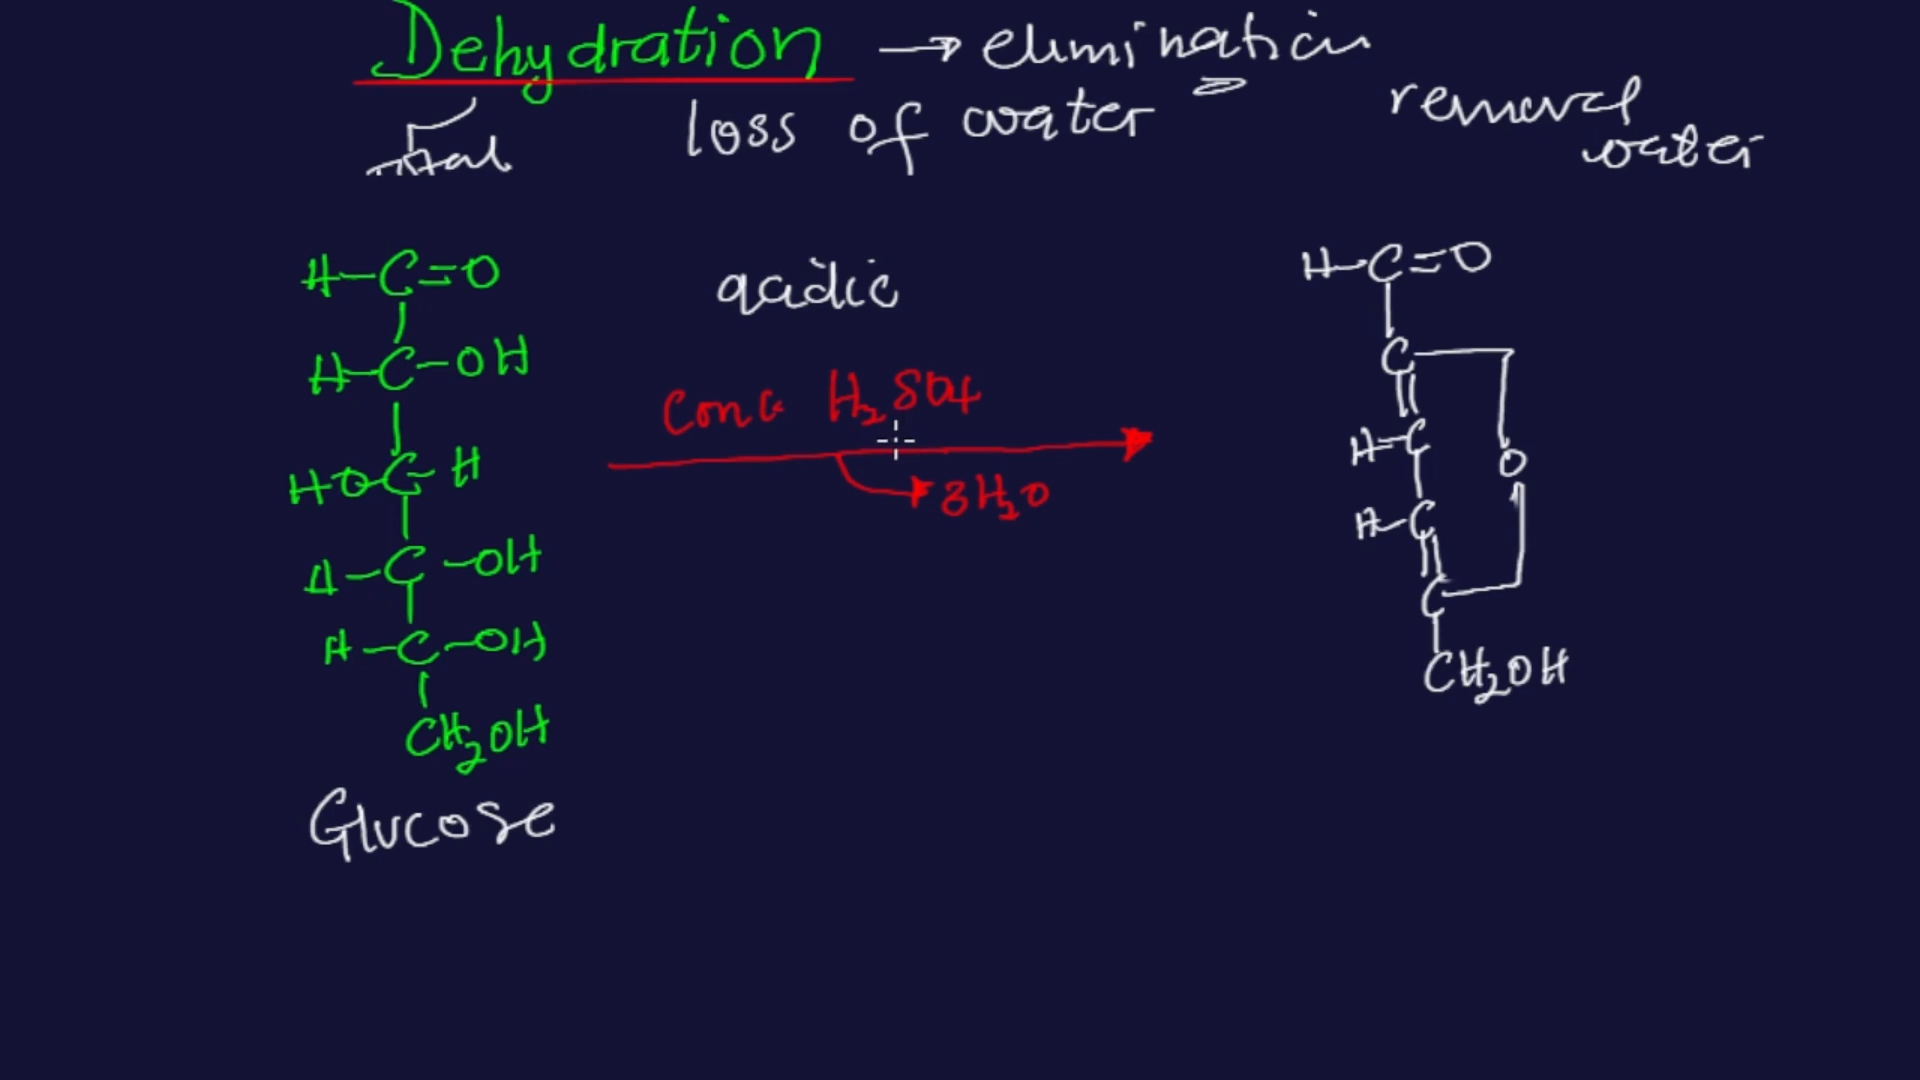 Dehydration → elimination
loss of water
removal
water
acidic
H-C=O
H-C-OH
HO-C-H
H-C-OH
H-C-OH
CH2OH
Glucose
Conc H2SO4
3H2O
H-C=O
C
H-C
O
H-C
C
CH2OH